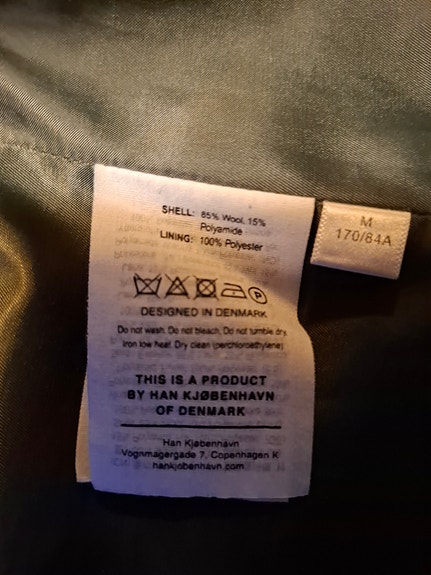 SHELL: 85% Wool, 15%
Polyamide
LINING: 100% Polyester
M
170/84A
P
DESIGNED IN DENMARK
Do not wash. Do not bleach. Do not tumble dry.
Iron low heat. Dry clean (perchloroethylene)
THIS IS A PRODUCT
BY HAN KJØBENHAVN
OF DENMARK
Han Kjøbenhavn
Vognmagergade 7, Copenhagen K
hankjobenhavn.com